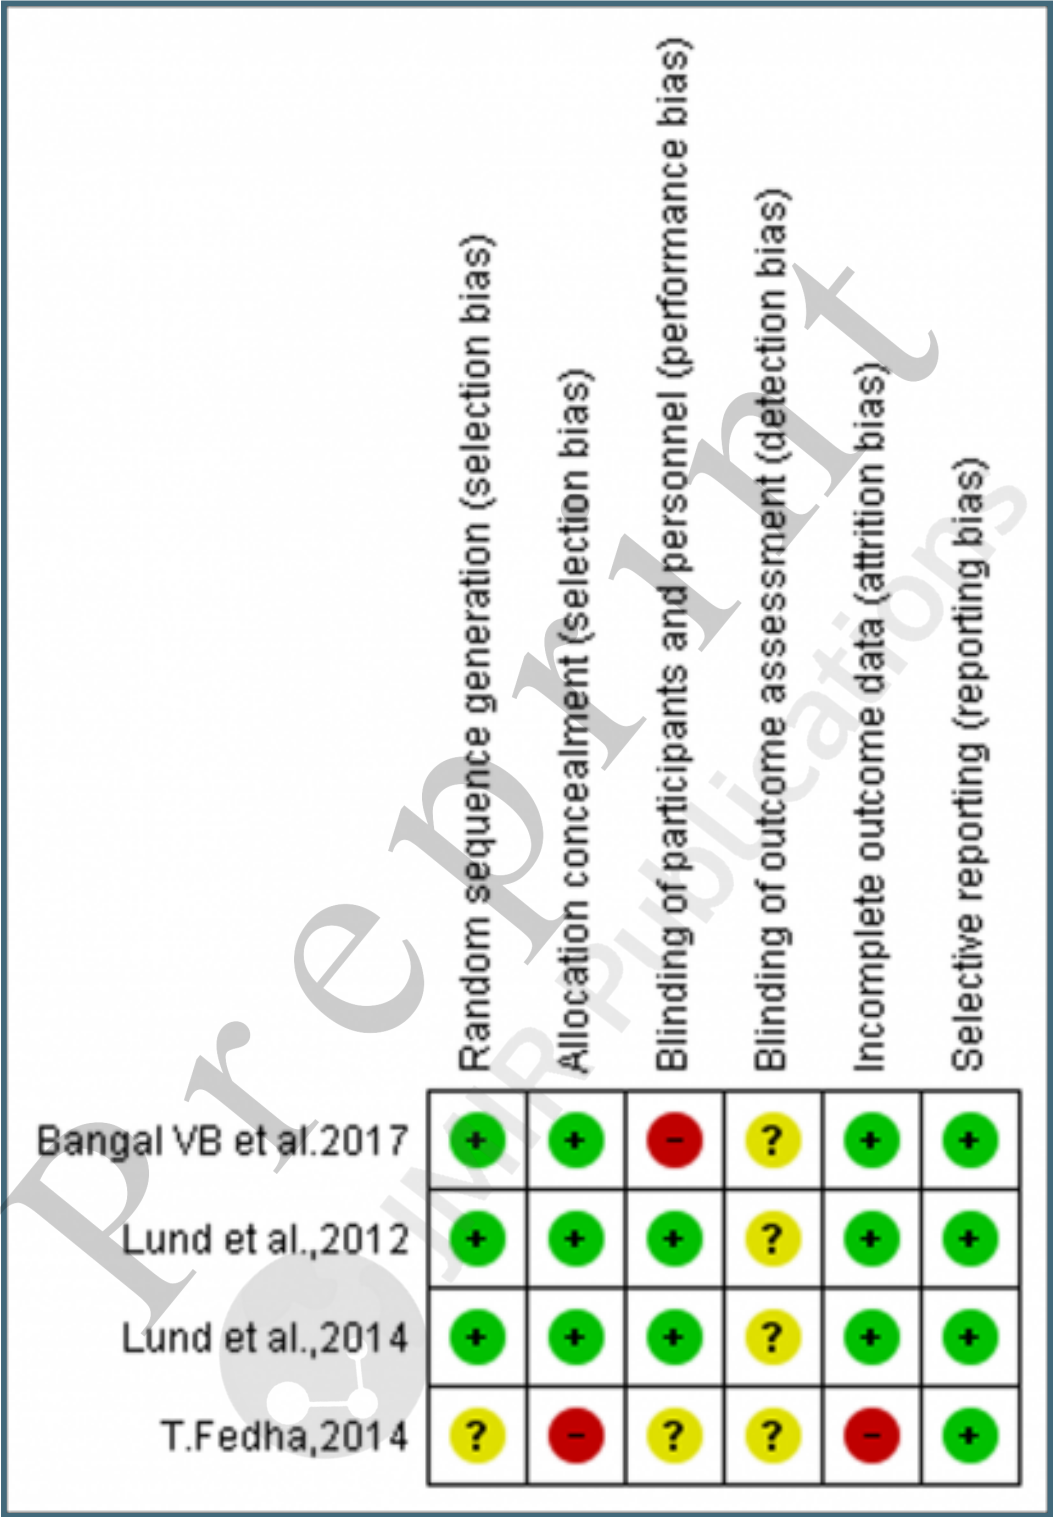 Random sequence generation (selection bias)
Allocation concealment (selection bias)
Blinding of participants and personnel (performance bias)
Blinding of outcome assessment (detection bias)
Incomplete outcome data (attrition bias)
Selective reporting (reporting bias)
Bangal VB et al.2017 + + - ? + +
Lund et al.,2012 + + + ? + +
Lund et al.,2014 + + + ? + +
T.Fedha,2014 ? - ? ? - +
Preprint
JMIR Publications